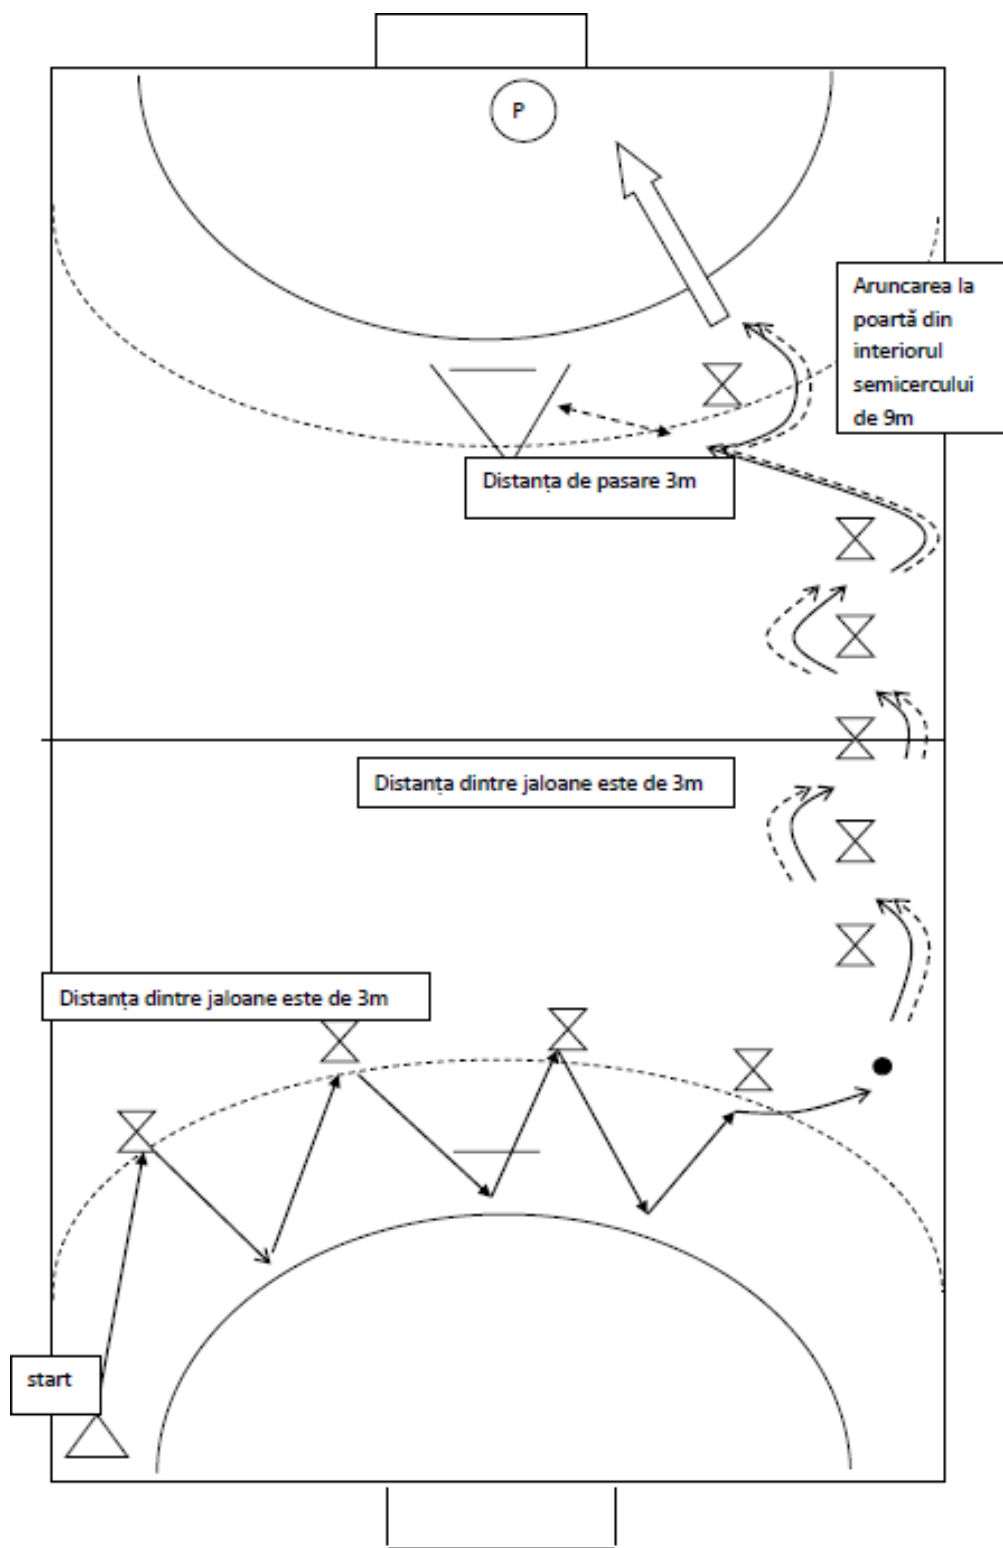 P
Aruncarea la
poartă din
interiorul
semicercului
de 9m
Distanța de pasare 3m
Distanța dintre jaloane este de 3m
Distanța dintre jaloane este de 3m
start